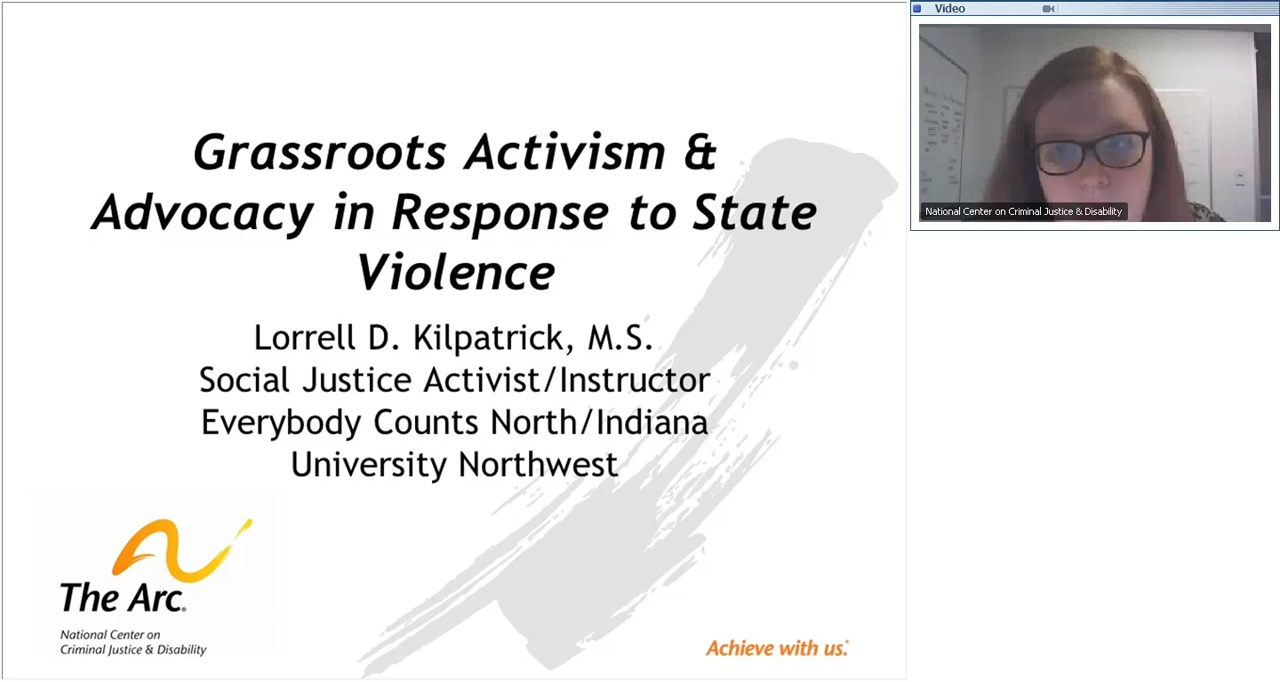 Video
Grassroots Activism &
Advocacy in Response to State
Violence
Lorrell D. Kilpatrick, M.S.
Social Justice Activist/Instructor
Everybody Counts North/Indiana
University Northwest
The Arc®
National Center on
Criminal Justice & Disability
Achieve with us.®
National Center on Criminal Justice & Disability